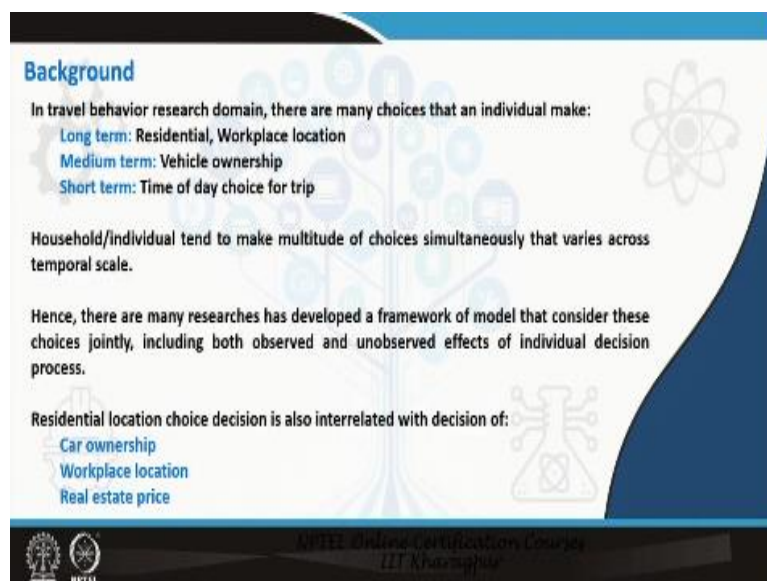 Background
In travel behavior research domain, there are many choices that an individual make:
Long term: Residential, Workplace location
Medium term: Vehicle ownership
Short term: Time of day choice for trip
Household/individual tend to make multitude of choices simultaneously that varies across
temporal scale.
Hence, there are many researches has developed a framework of model that consider these
choices jointly, including both observed and unobserved effects of individual decision
process.
Residential location choice decision is also interrelated with decision of:
Car ownership
Workplace location
Real estate price
NPTEL Online Certification Courses
IIT Kharagpur
NPTEL